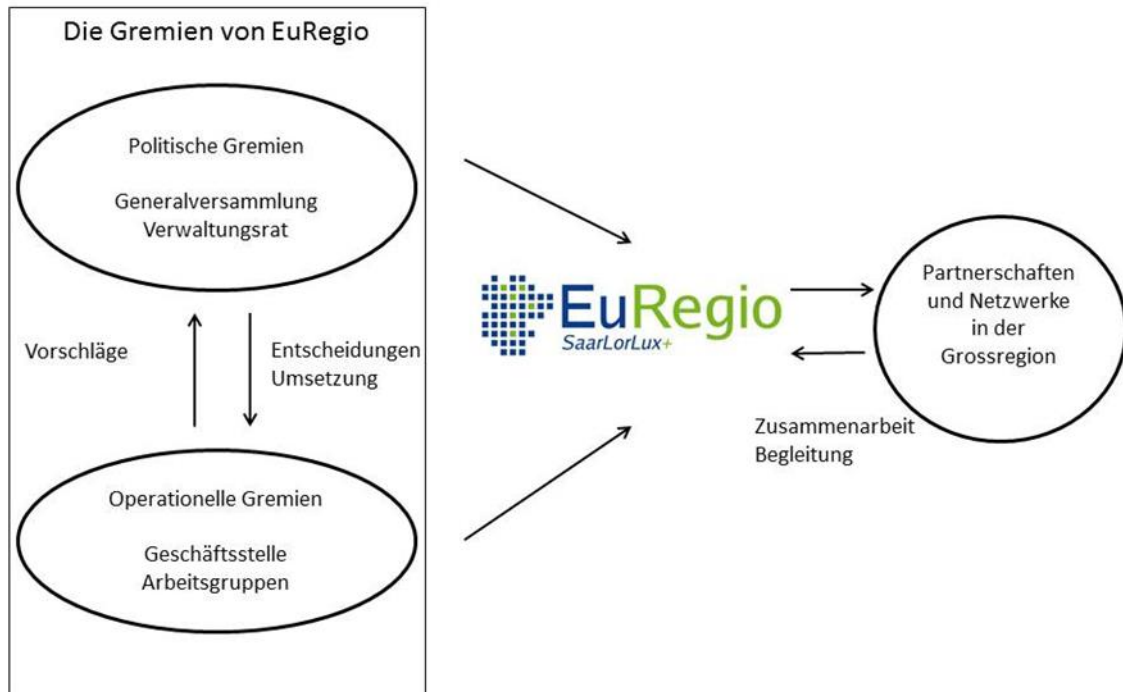 Die Gremien von EuRegio
Politische Gremien
Generalversammlung
Verwaltungsrat
Vorschläge
Entscheidungen
Umsetzung
Operationelle Gremien
Geschäftsstelle
Arbeitsgruppen
EuRegio
SaarLorLux+
Partnerschaften
und Netzwerke
in der
Grossregion
Zusammenarbeit
Begleitung